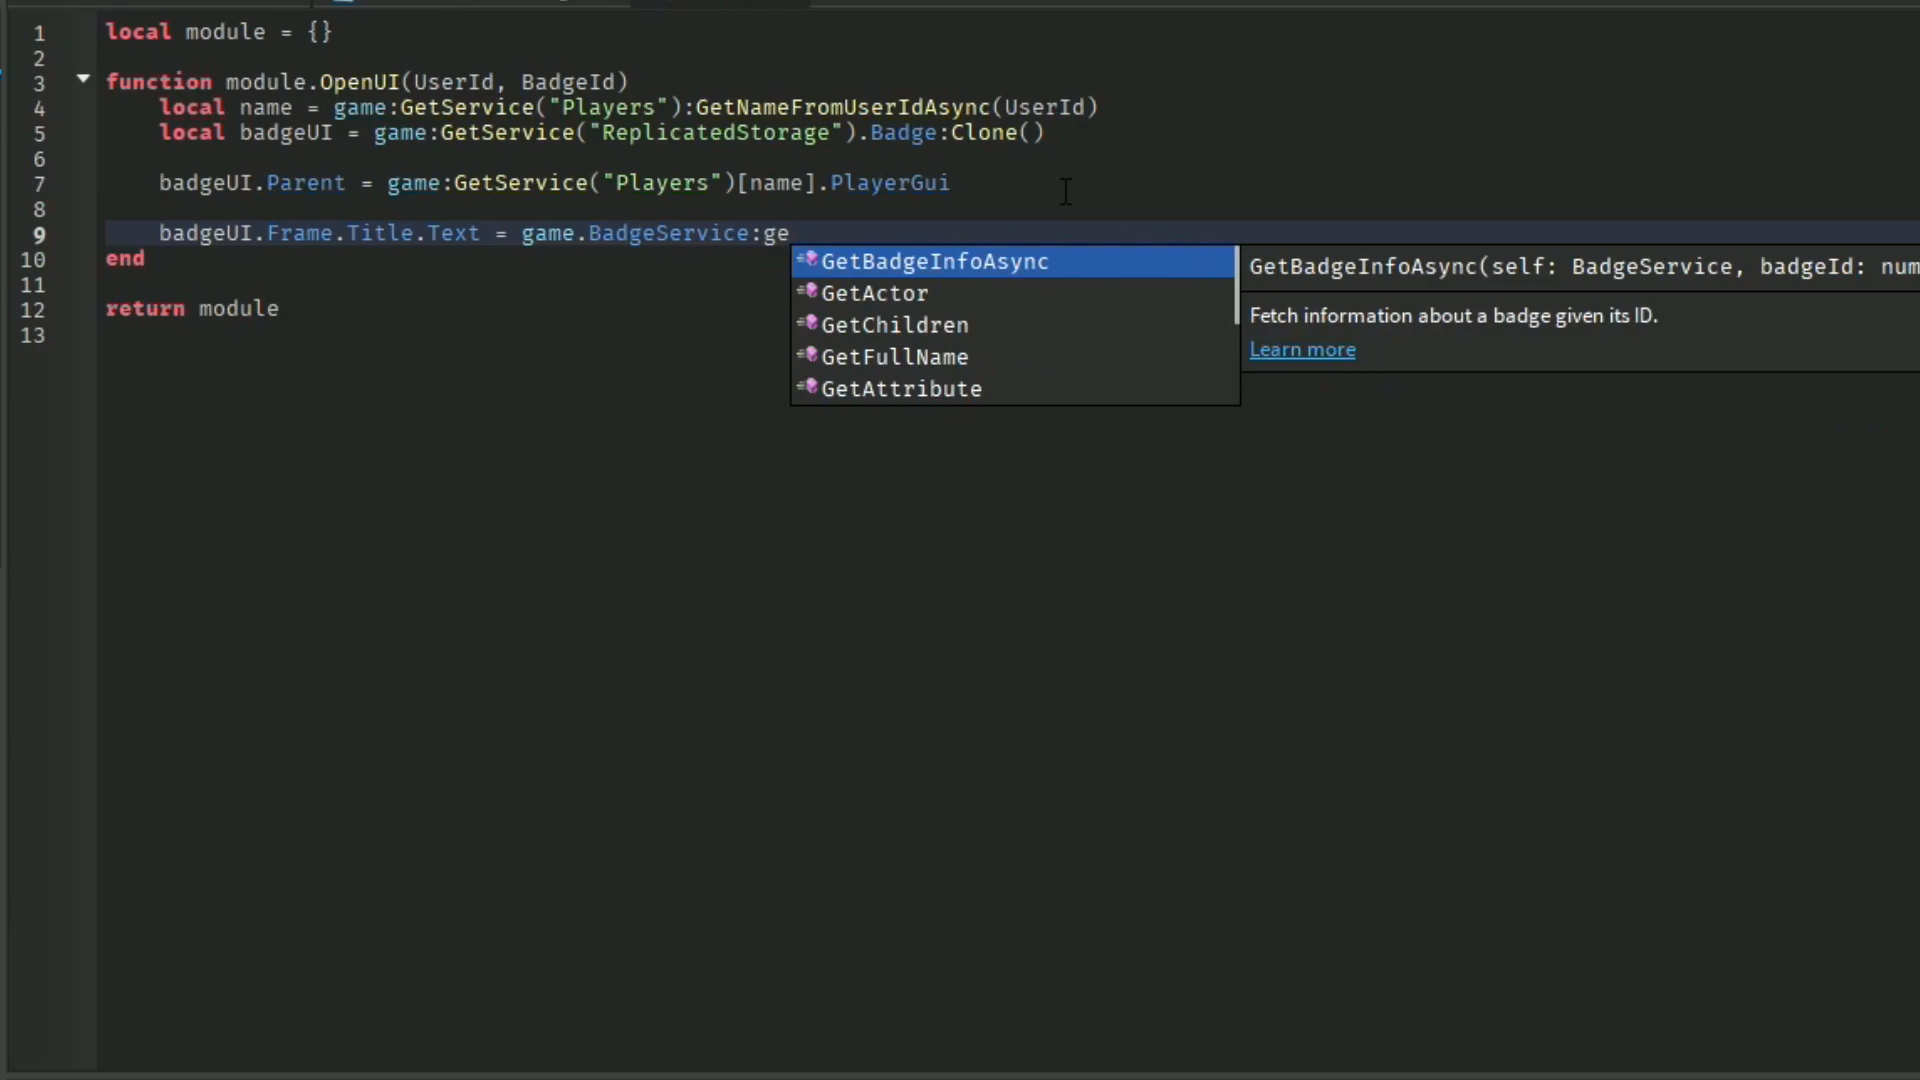 1 local module = {}
2
3 function module.OpenUI(UserId, BadgeId)
4 local name = game:GetService("Players"):GetNameFromUserIdAsync(UserId)
5 local badgeUI = game:GetService("ReplicatedStorage").Badge:Clone()
6
7 badgeUI.Parent = game:GetService("Players")[name].PlayerGui
8
9 badgeUI.Frame.Title.Text = game.BadgeService:ge
10 end
11
12 return module
13
GetBadgeInfoAsync
GetActor
GetChildren
GetFullName
GetAttribute
GetBadgeInfoAsync(self: BadgeService, badgeId: num
Fetch information about a badge given its ID.
Learn more